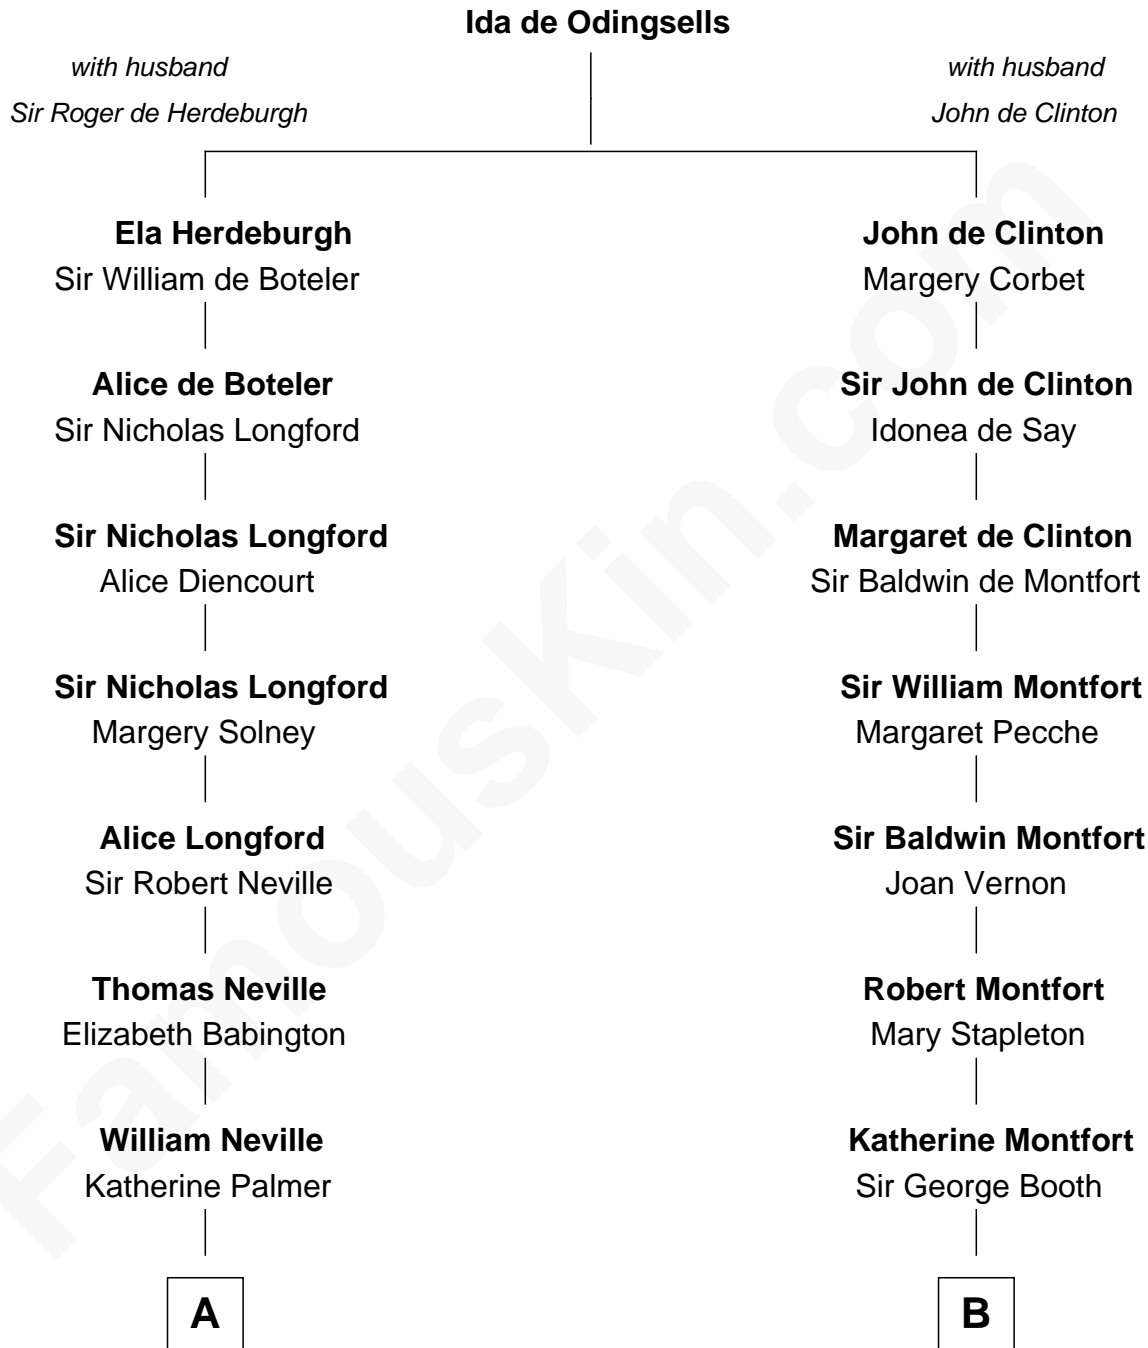 Ida de Odingsells
with husband
Sir Roger de Herdeburgh
with husband
John de Clinton
Ela Herdeburgh
Sir William de Boteler
John de Clinton
Margery Corbet
Alice de Boteler
Sir Nicholas Longford
Sir John de Clinton
Idonea de Say
Sir Nicholas Longford
Alice Diencourt
Margaret de Clinton
Sir Baldwin de Montfort
Sir Nicholas Longford
Margery Solney
Sir William Montfort
Margaret Pecche
Alice Longford
Sir Robert Neville
Sir Baldwin Montfort
Joan Vernon
Thomas Neville
Elizabeth Babington
Robert Montfort
Mary Stapleton
William Neville
Katherine Palmer
Katherine Montfort
Sir George Booth
A
B
FamousKin.com